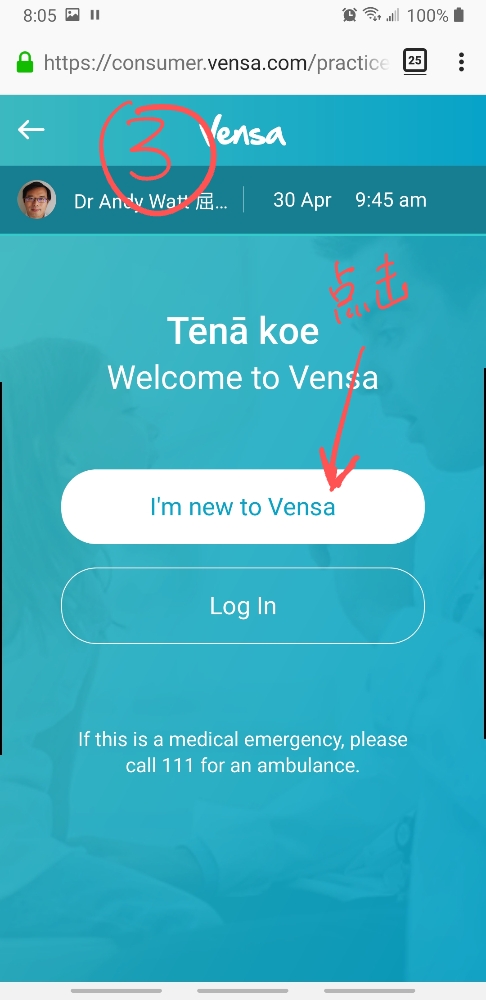 8:05 100%
https://consumer.vensa.com/practice 25
3
Vensa
Dr Andy Watt 屈... 30 Apr 9:45 am
点击
Tēnā koe
Welcome to Vensa
I'm new to Vensa
Log In
If this is a medical emergency, please
call 111 for an ambulance.